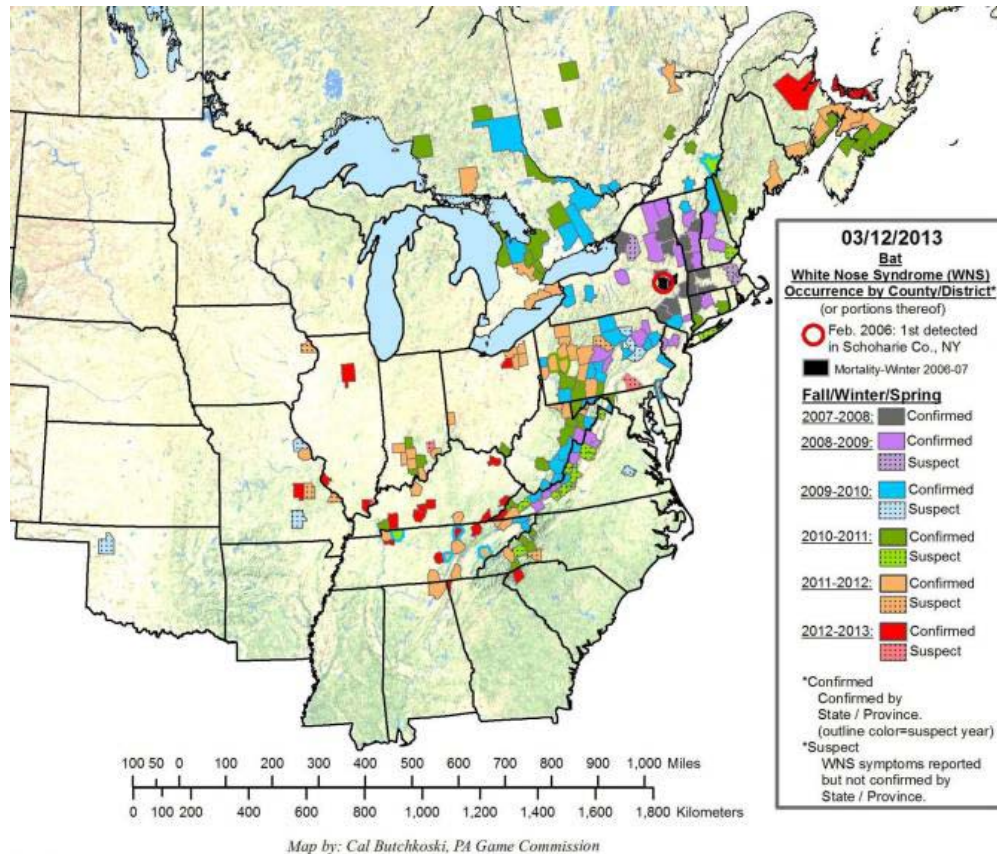 03/12/2013
Bat
White Nose Syndrome (WNS)
Occurrence by County/District*
(or portions thereof)
Feb. 2006: 1st detected
in Schoharie Co., NY
Mortality-Winter 2006-07
Fall/Winter/Spring
2007-2008: Confirmed
2008-2009: Confirmed
Suspect
2009-2010: Confirmed
Suspect
2010-2011: Confirmed
Suspect
2011-2012: Confirmed
Suspect
2012-2013: Confirmed
Suspect
*Confirmed
Confirmed by
State / Province.
(outline color=suspect year)
*Suspect
WNS symptoms reported
but not confirmed by
State / Province.
100 50 0 100 200 300 400 500 600 700 800 900 1,000 Miles
0 100 200 400 600 800 1,000 1,200 1,400 1,600 1,800 Kilometers
Map by: Cal Butchkoski, PA Game Commission